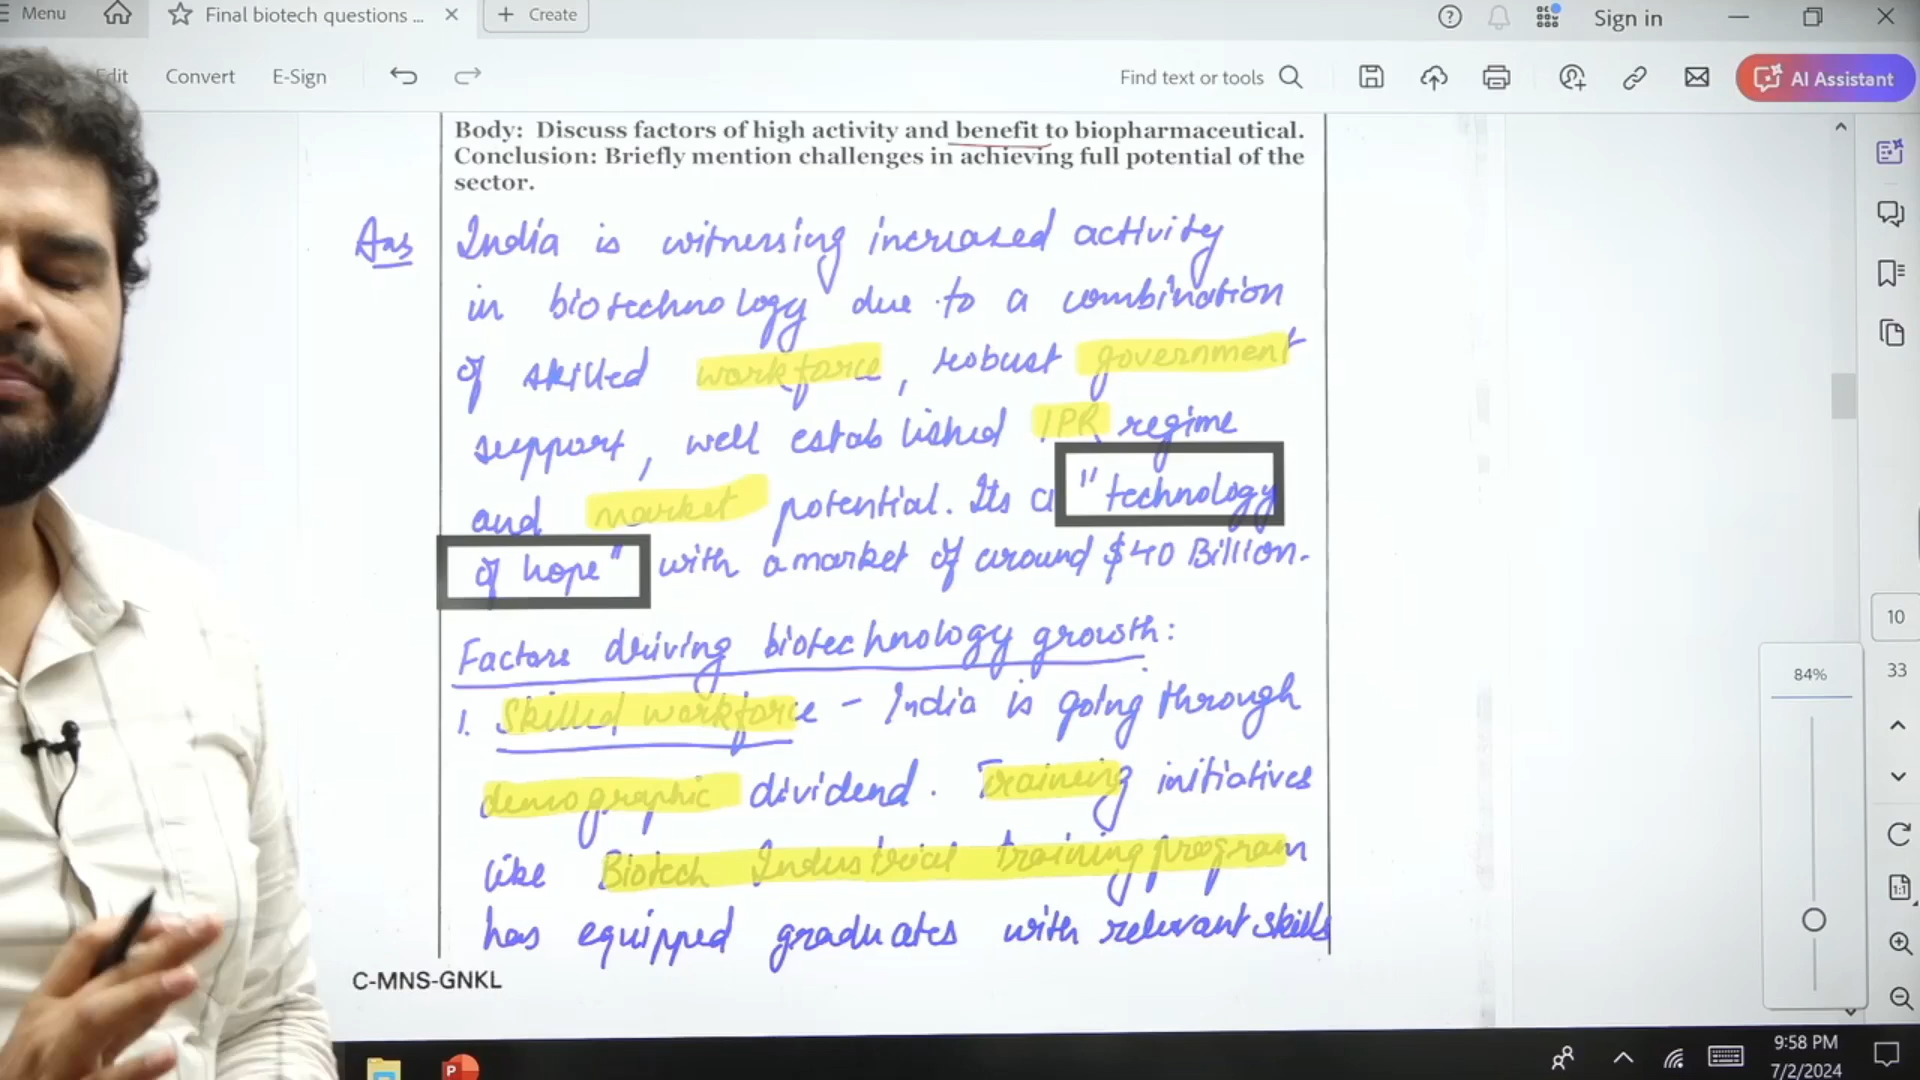 Menu
Final biotech questions ...
Create
Sign in
Edit
Convert
E-Sign
Find text or tools
AI Assistant
Body: Discuss factors of high activity and benefit to biopharmaceutical.
Conclusion: Briefly mention challenges in achieving full potential of the
sector.
Ans India is witnessing increased activity
in biotechnology due to a combination
of skilled workforce, robust government
support, well established IPR regime
and market potential. Its a "technology
of hope" with a market of around $40 Billion.
Factors driving biotechnology growth:
1. Skilled workforce - India is going through
demographic dividend. Training initiatives
like Biotech Industrial training program
has equipped graduates with relevant skills
C-MNS-GNKL
10
33
84%
1:1
P
9:58 PM
7/2/2024